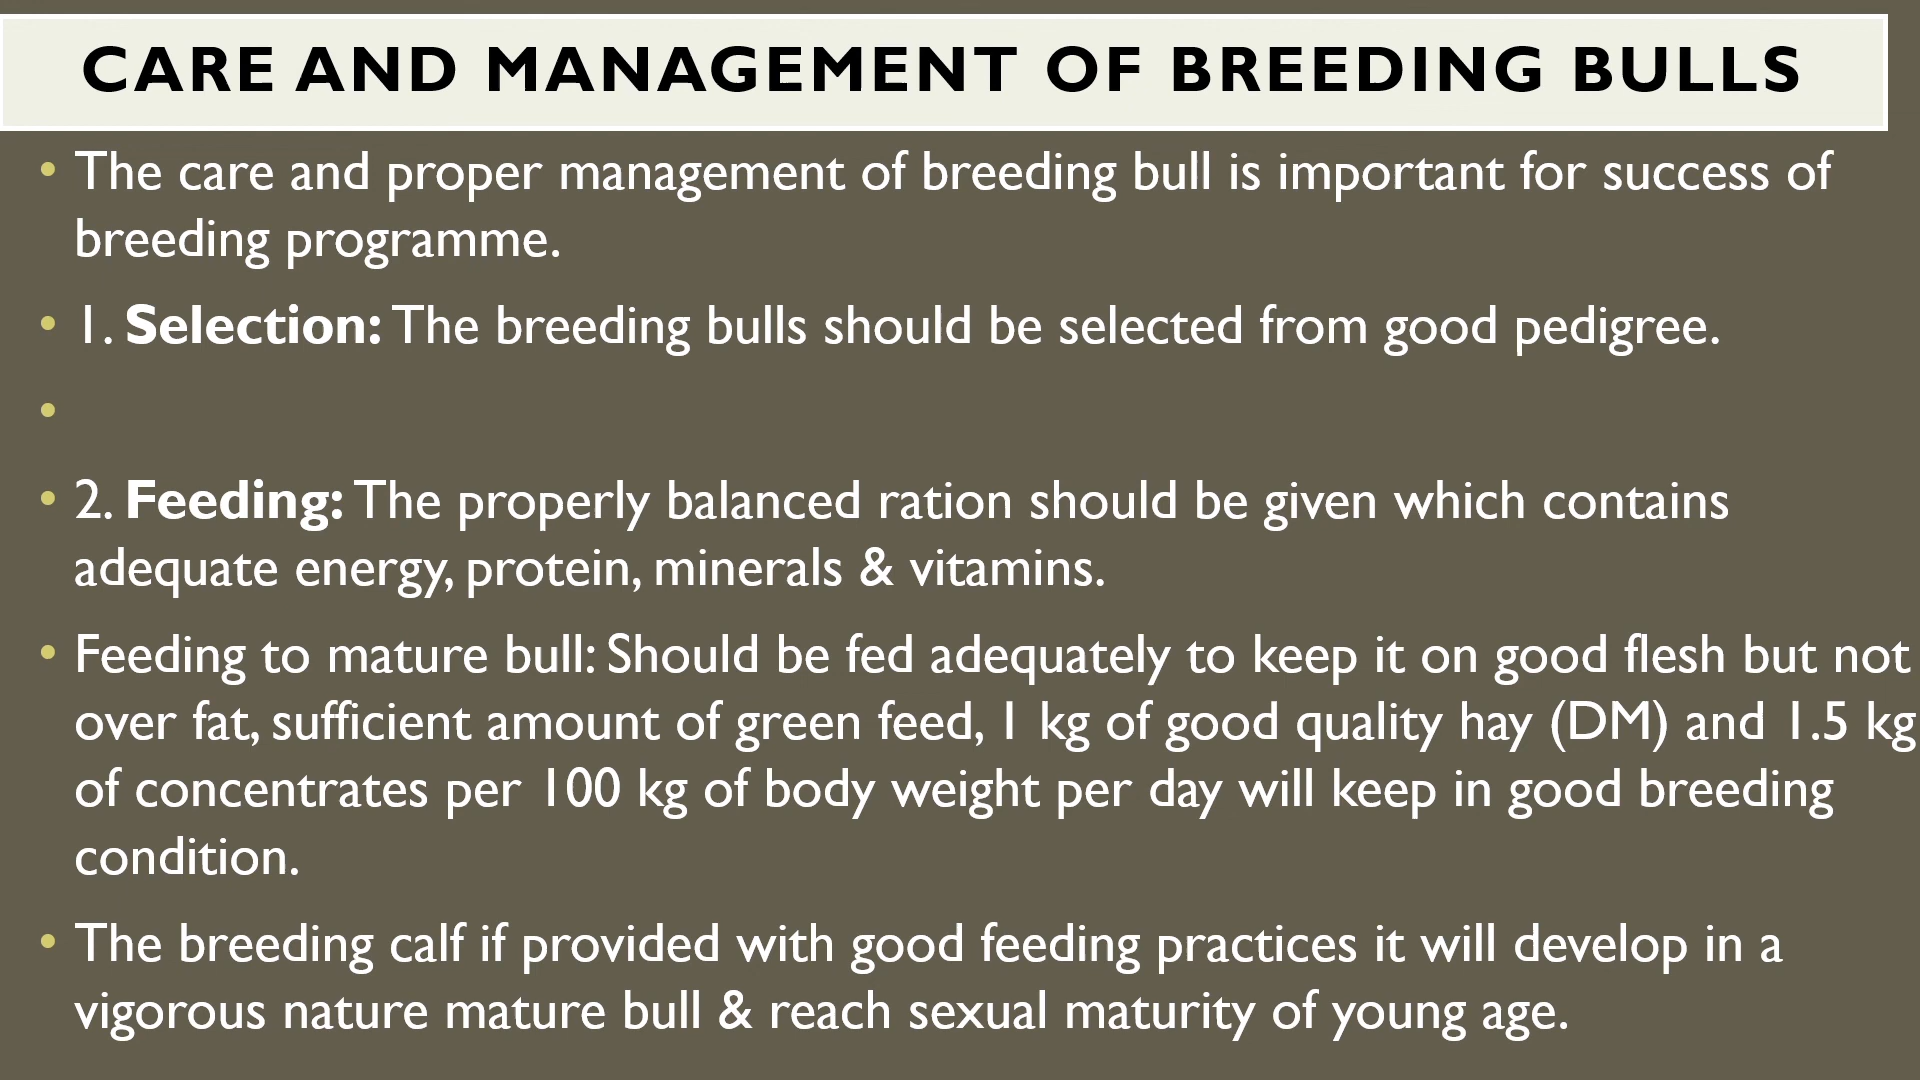 CARE AND MANAGEMENT OF BREEDING BULLS
• The care and proper management of breeding bull is important for success of
breeding programme.
• 1. Selection: The breeding bulls should be selected from good pedigree.
•
• 2. Feeding: The properly balanced ration should be given which contains
adequate energy, protein, minerals & vitamins.
• Feeding to mature bull: Should be fed adequately to keep it on good flesh but not
over fat, sufficient amount of green feed, 1 kg of good quality hay (DM) and 1.5 kg
of concentrates per 100 kg of body weight per day will keep in good breeding
condition.
• The breeding calf if provided with good feeding practices it will develop in a
vigorous nature mature bull & reach sexual maturity of young age.